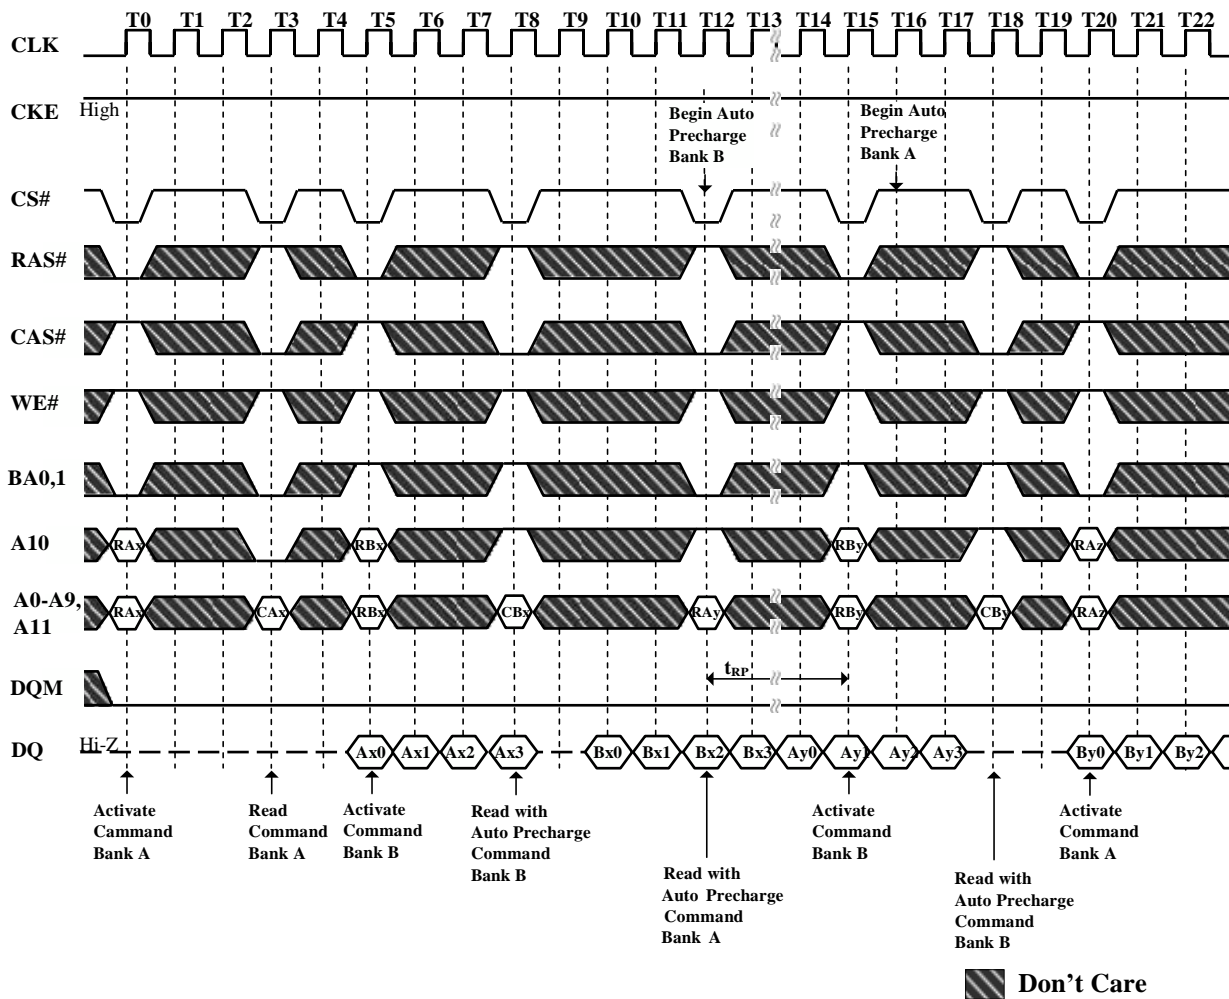 T0 T1 T2 T3 T4 T5 T6 T7 T8 T9 T10 T11 T12 T13 T14 T15 T16 T17 T18 T19 T20 T21 T22
CLK
CKE High
Begin Auto
Precharge
Bank B
Begin Auto
Precharge
Bank A
CS#
RAS#
CAS#
WE#
BA0,1
A10 RAx RBx RBy RAz
A0-A9,
A11
RAx CAx RBx CBx RAy RBy CBy RAz
DQM
tRP
DQ Hi-Z Ax0 Ax1 Ax2 Ax3 Bx0 Bx1 Bx2 Bx3 Ay0 Ay1 Ay2 Ay3 By0 By1 By2
Activate
Cammand
Bank A
Read
Command
Bank A
Activate
Command
Bank B
Read with
Auto Precharge
Command
Bank B
Read with
Auto Precharge
Command
Bank A
Activate
Command
Bank B
Read with
Auto Precharge
Command
Bank B
Activate
Command
Bank A
Don't Care